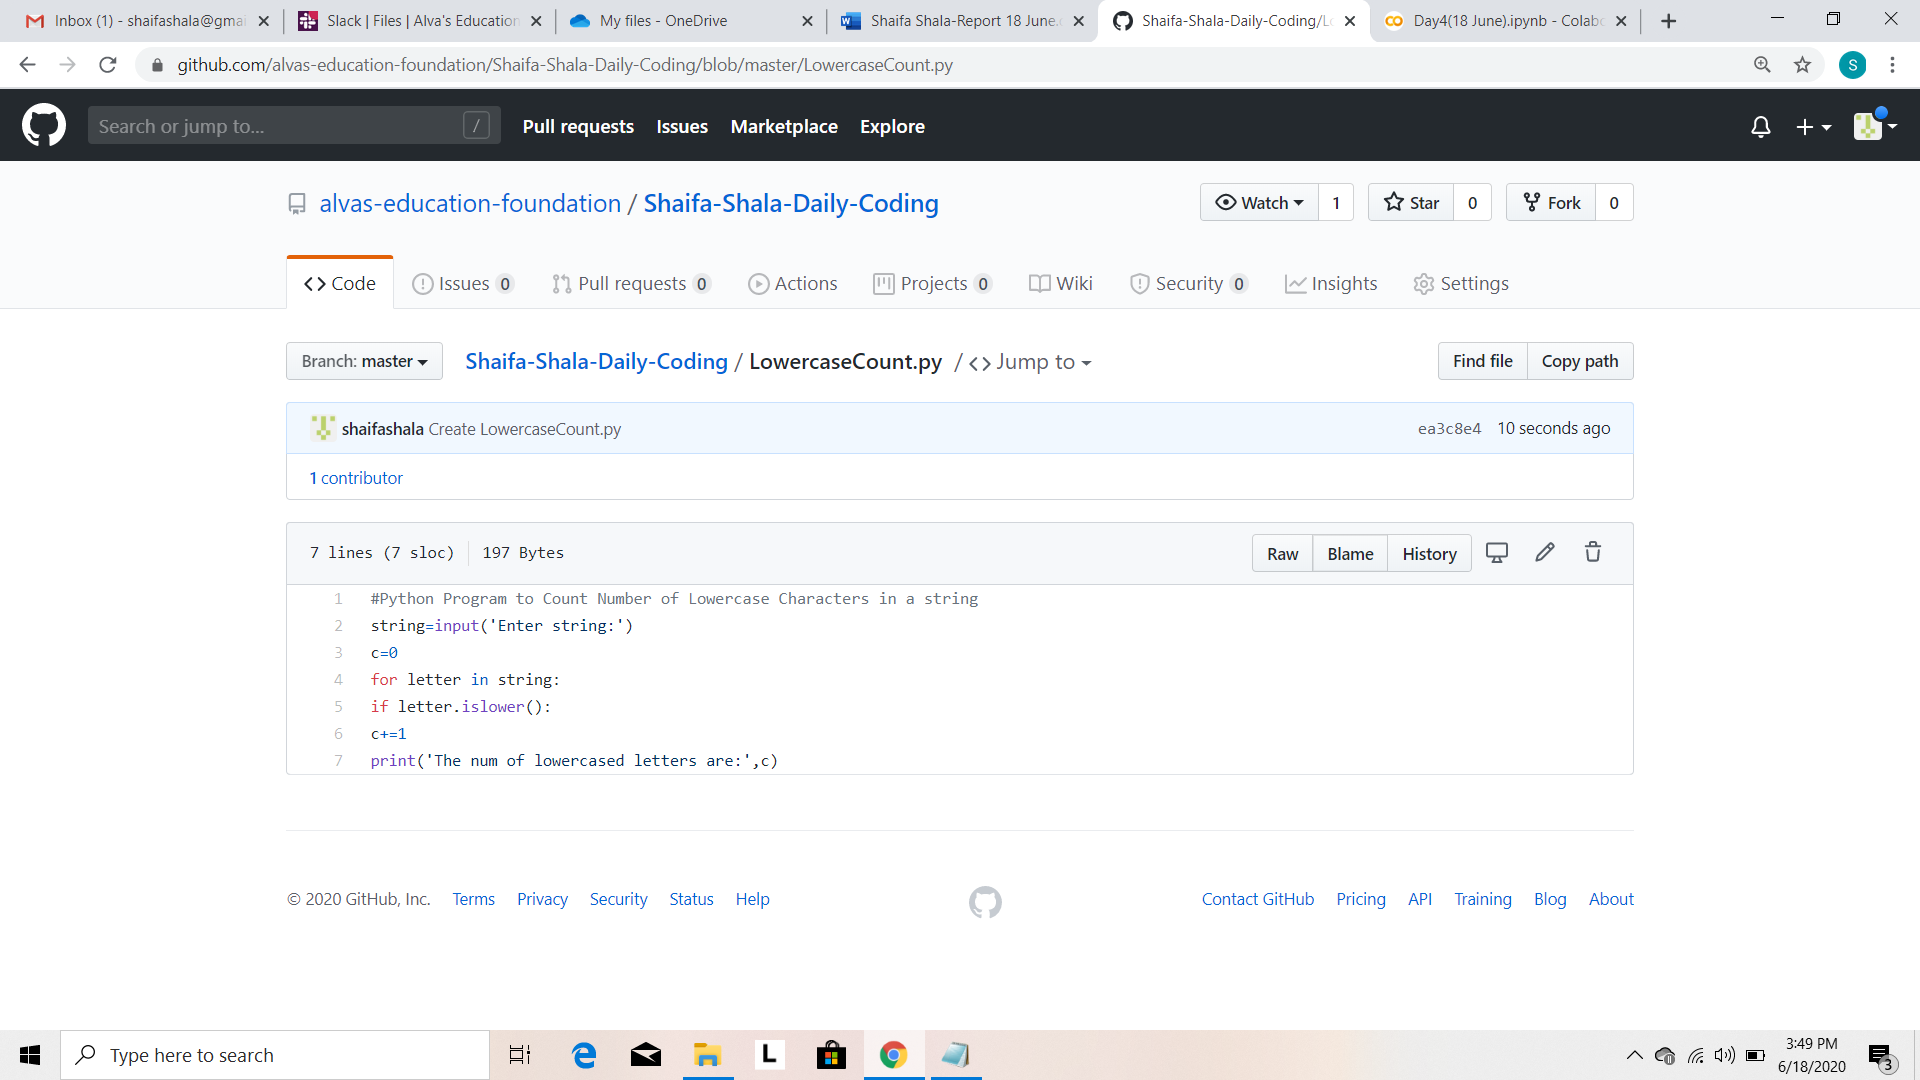 Inbox (1) - shaifashala@gmai
Slack | Files | Alva's Education
My files - OneDrive
Shaifa Shala-Report 18 June.
Shaifa-Shala-Daily-Coding/L
Day4(18 June).ipynb - Colab
github.com/alvas-education-foundation/Shaifa-Shala-Daily-Coding/blob/master/LowercaseCount.py
S
Search or jump to...
/
Pull requests
Issues
Marketplace
Explore
alvas-education-foundation / Shaifa-Shala-Daily-Coding
Watch 1
Star 0
Fork 0
Code
Issues 0
Pull requests 0
Actions
Projects 0
Wiki
Security 0
Insights
Settings
Branch: master
Shaifa-Shala-Daily-Coding / LowercaseCount.py / <> Jump to
Find file
Copy path
shaifashala Create LowercaseCount.py
ea3c8e4 10 seconds ago
1 contributor
7 lines (7 sloc) 197 Bytes
Raw
Blame
History
1 #Python Program to Count Number of Lowercase Characters in a string
2 string=input('Enter string:')
3 c=0
4 for letter in string:
5 if letter.islower():
6 c+=1
7 print('The num of lowercased letters are:',c)
© 2020 GitHub, Inc.
Terms
Privacy
Security
Status
Help
Contact GitHub
Pricing
API
Training
Blog
About
Type here to search
L
3:49 PM
6/18/2020
3